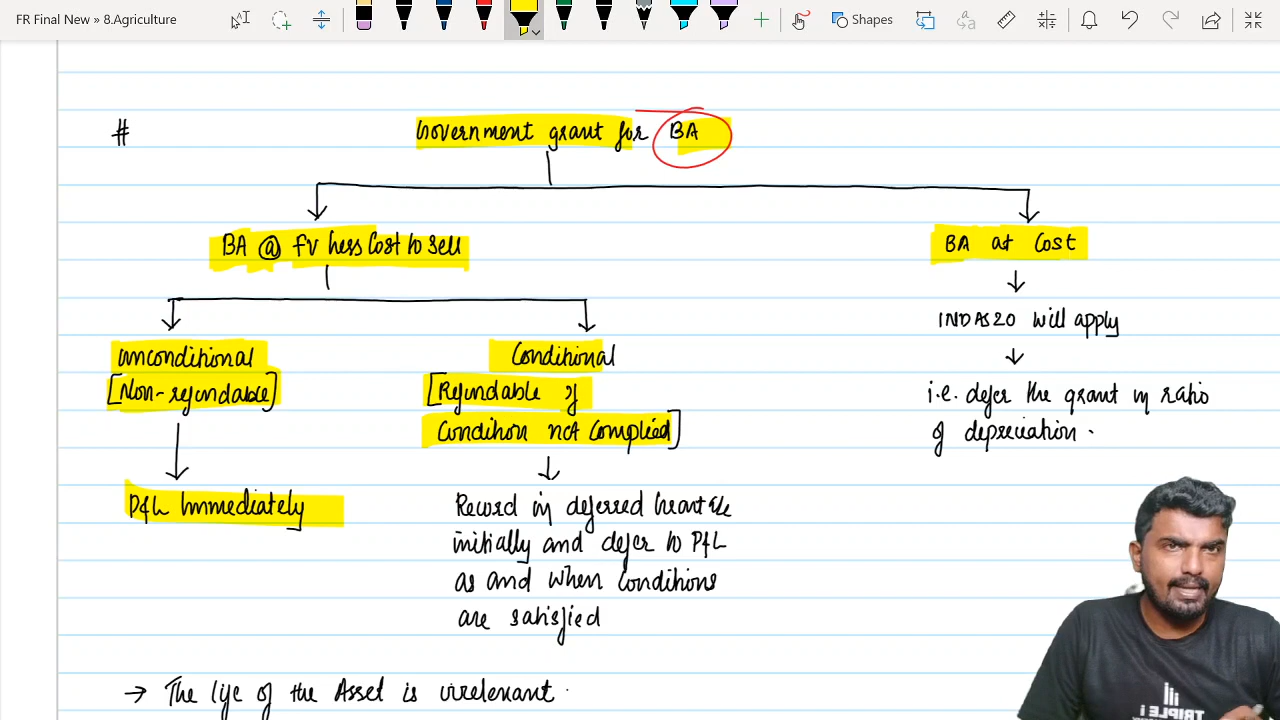 FR Final New » 8.Agriculture
Shapes
#
Government grant for BA
BA @ FV Less Cost to Sell
BA at Cost
unconditional
[Non-refundable]
Conditional
[Refundable if
Condition not Complied]
INDAS20 will apply
i.e. defer the grant in ratio
of depreciation.
P&L Immediately
Record in deferred
initially and defer to P&L
as and when Conditions
are satisfied
→ The life of the Asset is irrelevant.
TRIPLE i